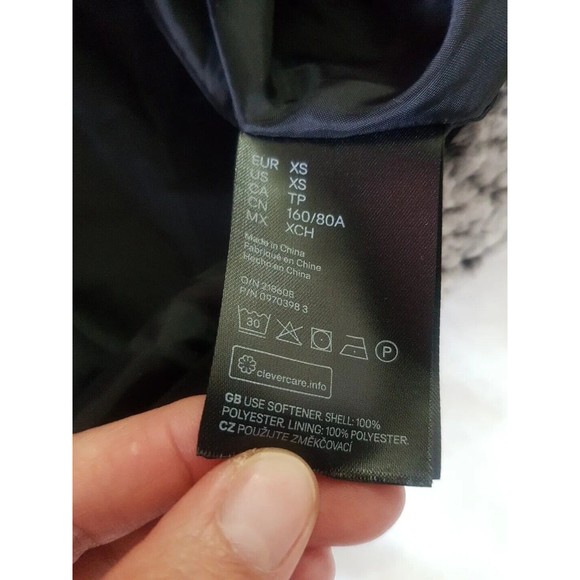 EUR XS
US XS
CA TP
CN 160/80A
MX XCH
Made in China
Fabriqué en Chine
Hecho en China
O/N 218608
P/N 0970398 3
30
P
clevercare.info
GB USE SOFTENER. SHELL: 100%
POLYESTER. LINING: 100% POLYESTER.
CZ POUŽIJTE ZMĚKČOVACÍ